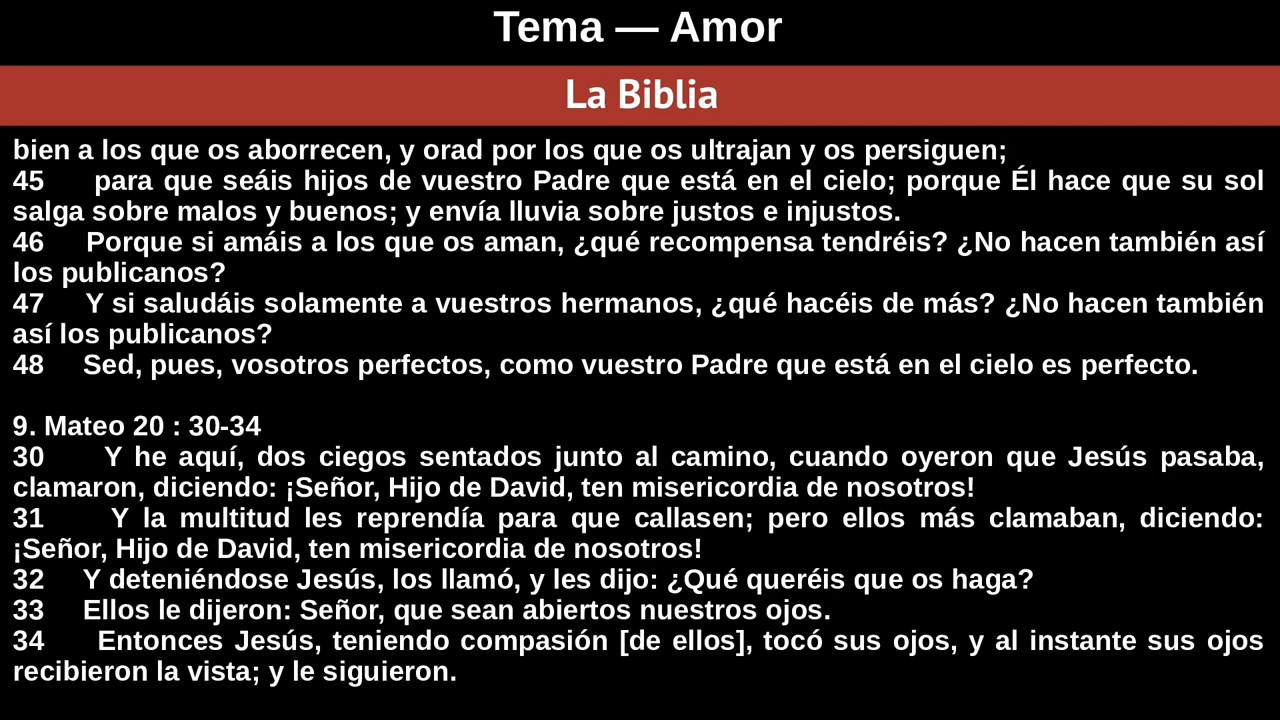 Tema — Amor
La Biblia
bien a los que os aborrecen, y orad por los que os ultrajan y os persiguen;
45 para que seáis hijos de vuestro Padre que está en el cielo; porque Él hace que su sol
salga sobre malos y buenos; y envía lluvia sobre justos e injustos.
46 Porque si amáis a los que os aman, ¿qué recompensa tendréis? ¿No hacen también así
los publicanos?
47 Y si saludáis solamente a vuestros hermanos, ¿qué hacéis de más? ¿No hacen también
así los publicanos?
48 Sed, pues, vosotros perfectos, como vuestro Padre que está en el cielo es perfecto.
9. Mateo 20 : 30-34
30 Y he aquí, dos ciegos sentados junto al camino, cuando oyeron que Jesús pasaba,
clamaron, diciendo: ¡Señor, Hijo de David, ten misericordia de nosotros!
31 Y la multitud les reprendía para que callasen; pero ellos más clamaban, diciendo:
¡Señor, Hijo de David, ten misericordia de nosotros!
32 Y deteniéndose Jesús, los llamó, y les dijo: ¿Qué queréis que os haga?
33 Ellos le dijeron: Señor, que sean abiertos nuestros ojos.
34 Entonces Jesús, teniendo compasión [de ellos], tocó sus ojos, y al instante sus ojos
recibieron la vista; y le siguieron.